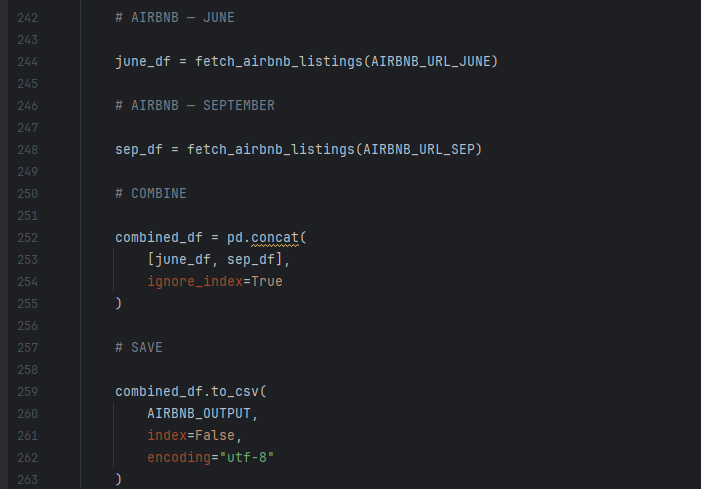 242 # AIRBNB — JUNE
243
244 june_df = fetch_airbnb_listings(AIRBNB_URL_JUNE)
245
246 # AIRBNB — SEPTEMBER
247
248 sep_df = fetch_airbnb_listings(AIRBNB_URL_SEP)
249
250 # COMBINE
251
252 combined_df = pd.concat(
253     [june_df, sep_df],
254     ignore_index=True
255 )
256
257 # SAVE
258
259 combined_df.to_csv(
260     AIRBNB_OUTPUT,
261     index=False,
262     encoding="utf-8"
263 )